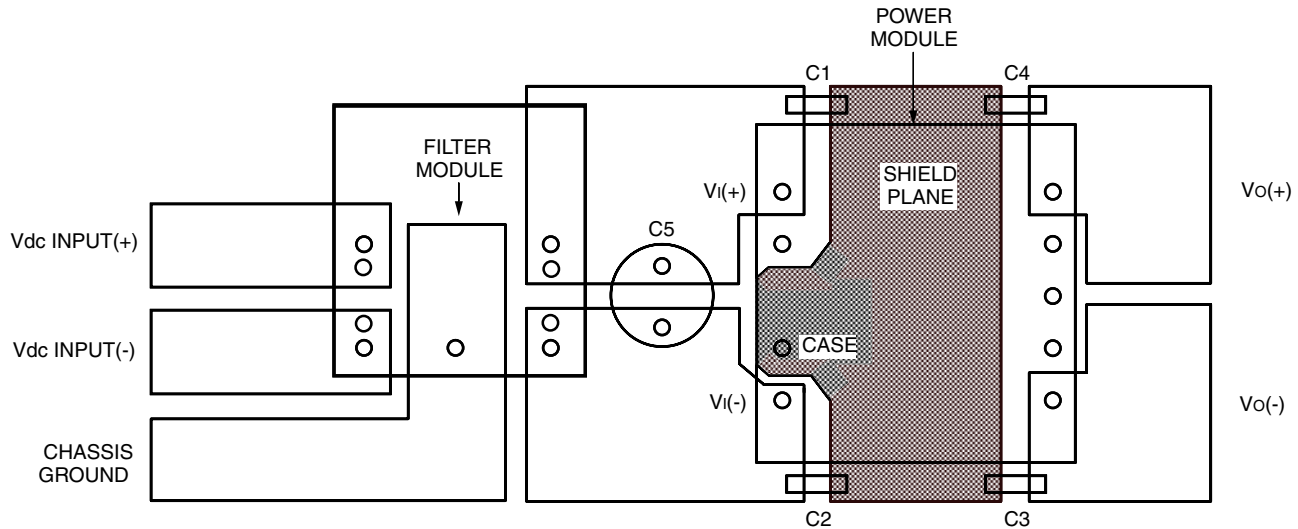 POWER
MODULE
C1
C4
FILTER
MODULE
SHIELD
PLANE
VI(+)
VO(+)
C5
Vdc INPUT(+)
Vdc INPUT(-)
CASE
VI(-)
VO(-)
CHASSIS
GROUND
C2
C3